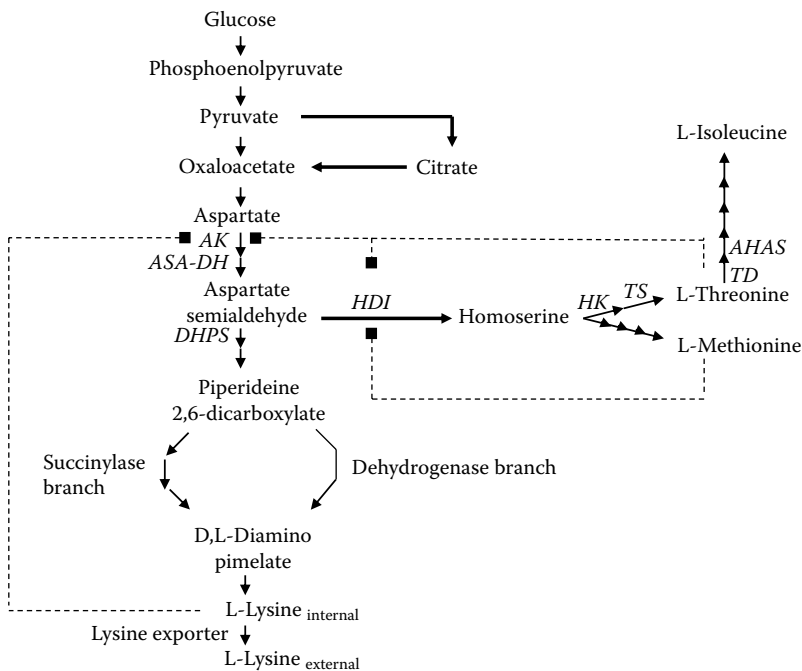 Glucose
Phosphoenolpyruvate
Pyruvate
L-Isoleucine
Oxaloacetate
Citrate
Aspartate
AK
AHAS
ASA-DH
TD
Aspartate
semialdehyde
HDI
Homoserine
HK
TS
L-Threonine
L-Methionine
DHPS
Piperideine
2,6-dicarboxylate
Succinylase
branch
Dehydrogenase branch
D,L-Diamino
pimelate
L-Lysine internal
Lysine exporter
L-Lysine external